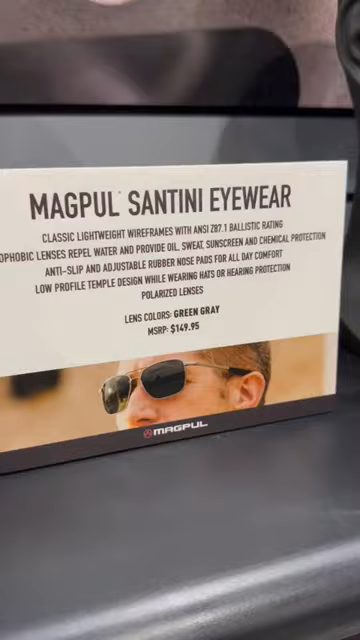 MAGPUL SANTINI EYEWEAR
CLASSIC LIGHTWEIGHT WIREFRAMES WITH ANSI Z87.1 BALLISTIC RATING
LENSES REPEL WATER AND PROVIDE OIL, SWEAT, SUNSCREEN AND CHEMICAL PROTECTION
ANTI-SLIP AND ADJUSTABLE RUBBER NOSE PADS FOR ALL DAY COMFORT
LOW PROFILE TEMPLE DESIGN WHILE WEARING HATS OR HEARING PROTECTION
POLARIZED LENSES
LENS COLORS: GREEN GRAY
MSRP: $149.95
MAGPUL